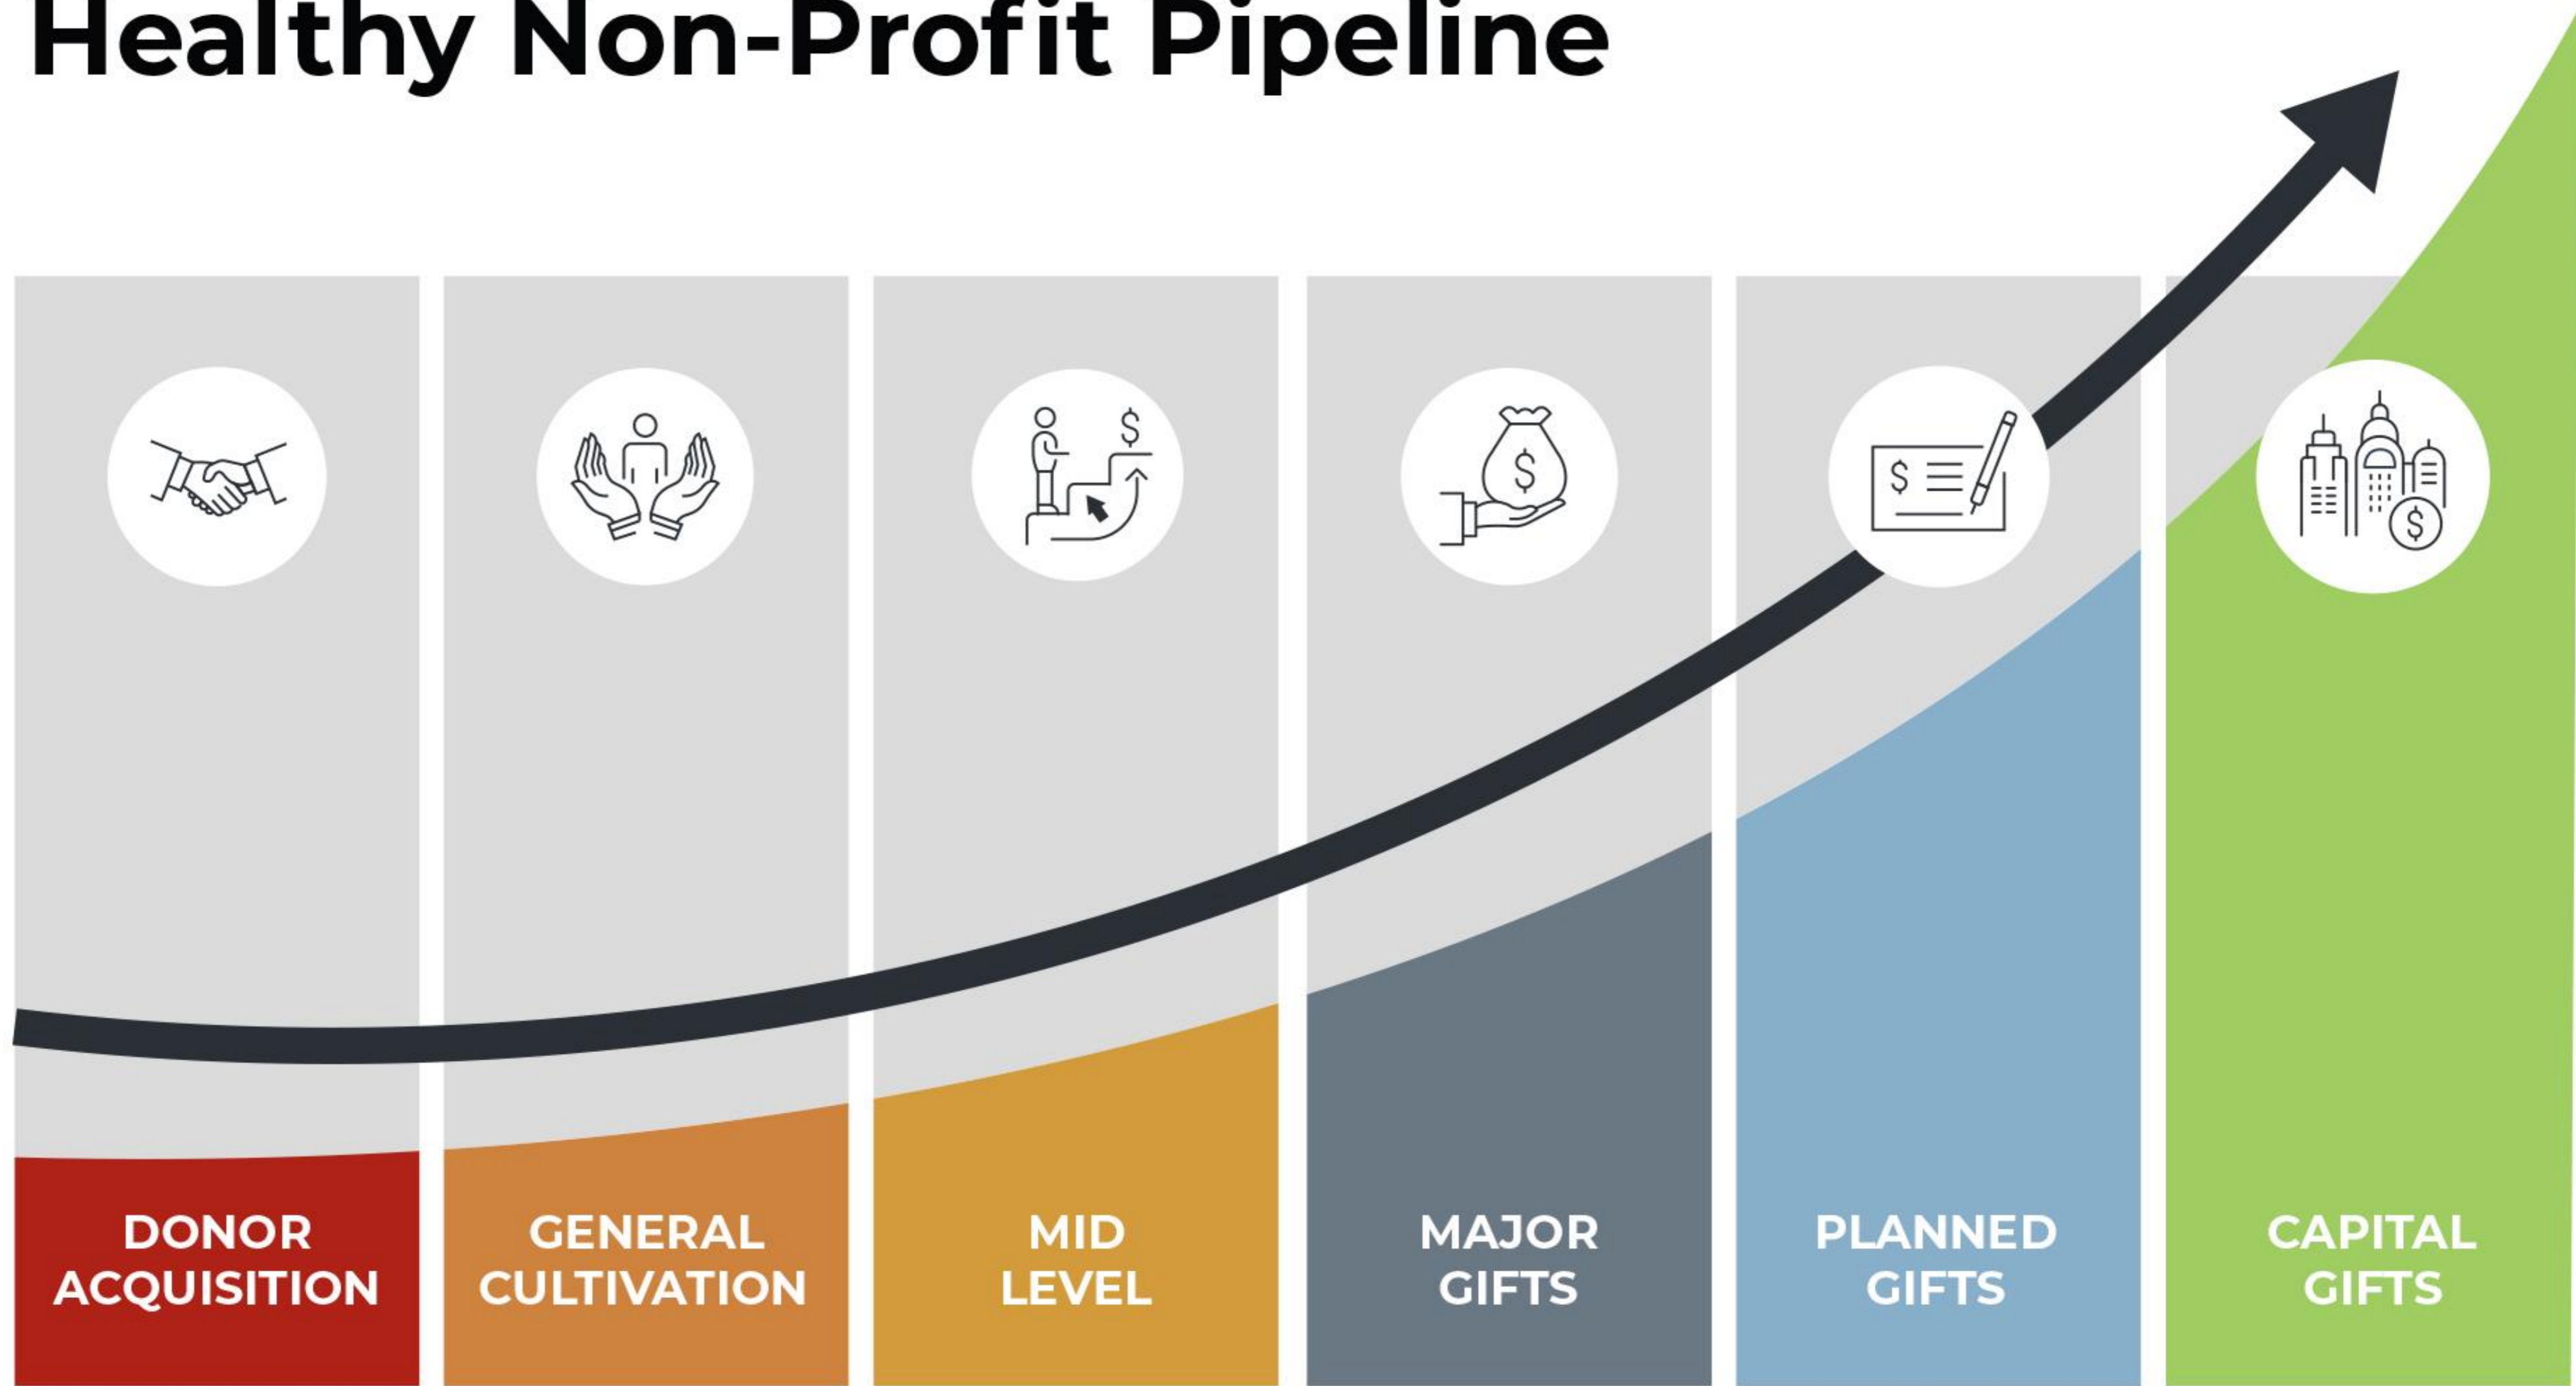 Healthy Non-Profit Pipeline
$
$
$
$
DONOR
ACQUISITION
GENERAL
CULTIVATION
MID
LEVEL
MAJOR
GIFTS
PLANNED
GIFTS
CAPITAL
GIFTS